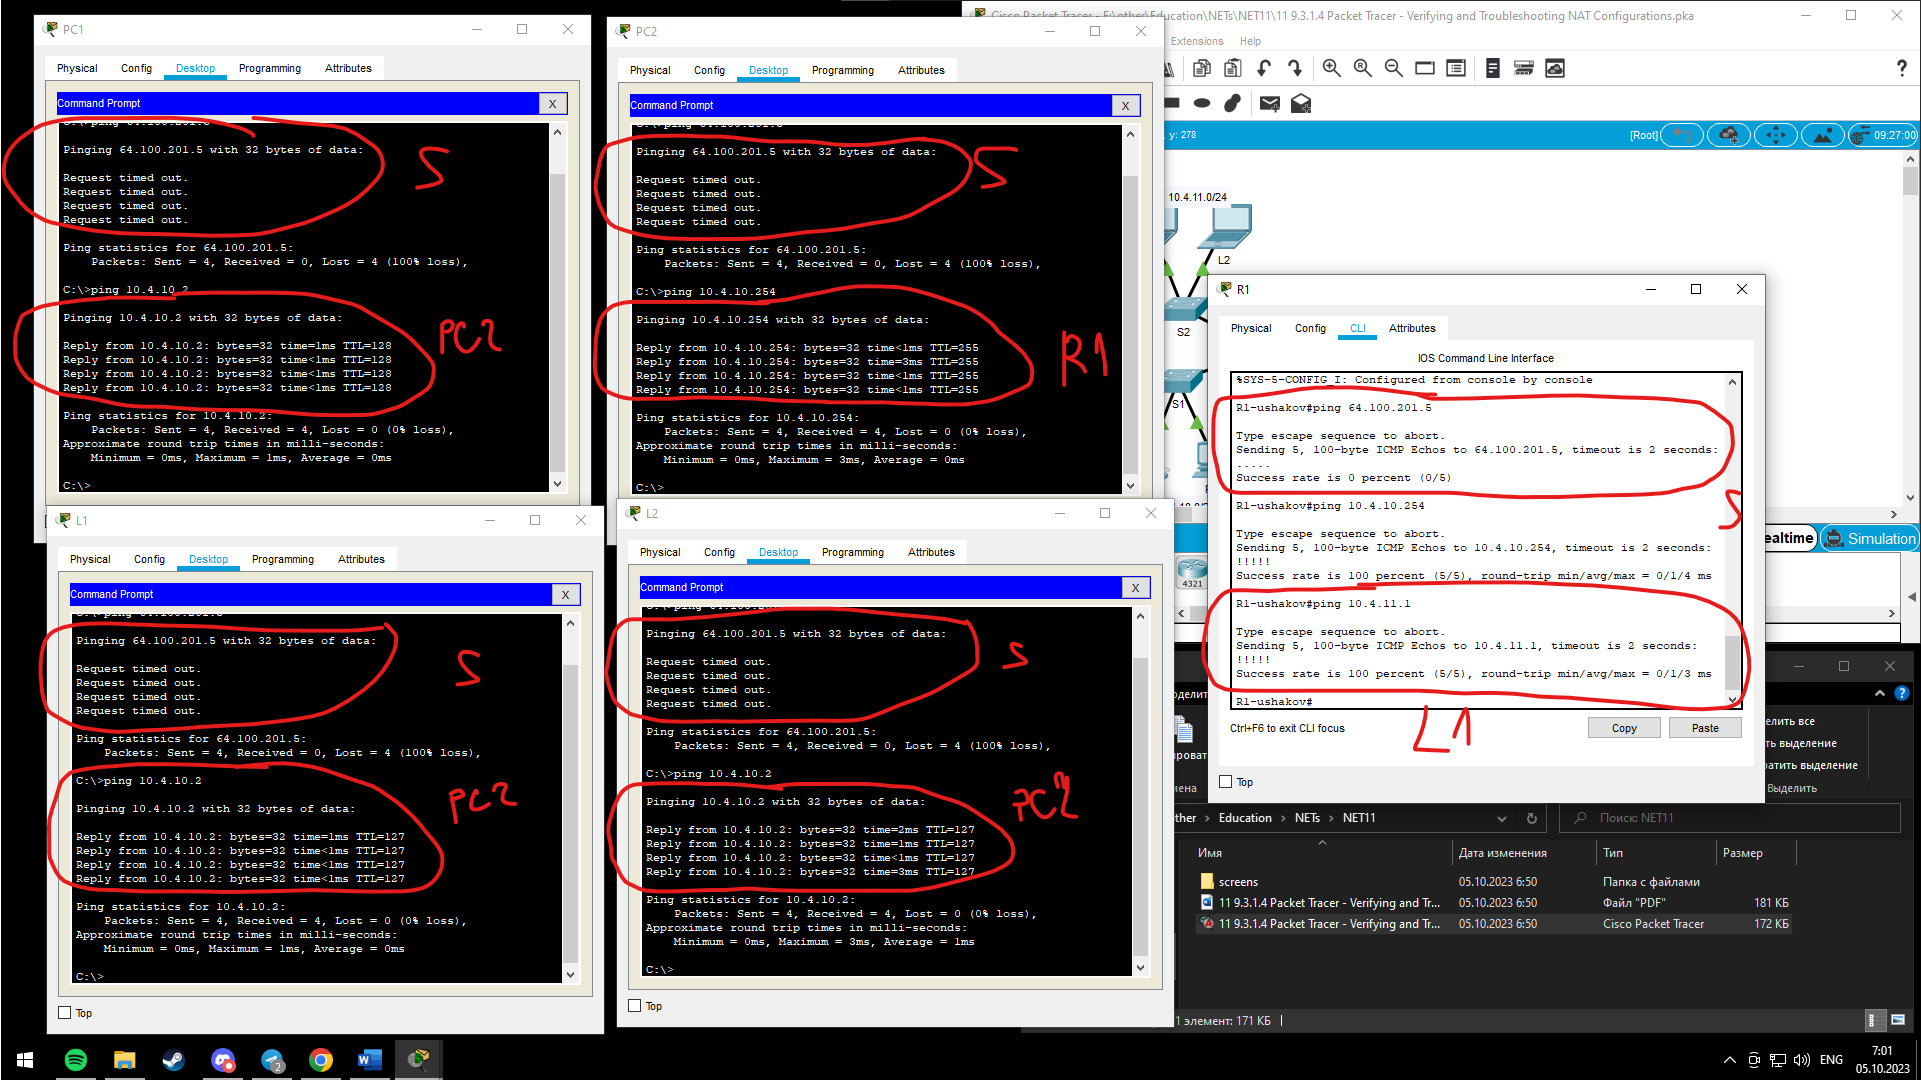 PC1
Physical Config Desktop Programming Attributes
Command Prompt X
Pinging 64.100.201.5 with 32 bytes of data:
Request timed out.
Request timed out.
Request timed out.
Request timed out.
Ping statistics for 64.100.201.5:
Packets: Sent = 4, Received = 0, Lost = 4 (100% loss),
C:\>ping 10.4.10.2
Pinging 10.4.10.2 with 32 bytes of data:
Reply from 10.4.10.2: bytes=32 time=1ms TTL=128
Reply from 10.4.10.2: bytes=32 time<1ms TTL=128
Reply from 10.4.10.2: bytes=32 time<1ms TTL=128
Reply from 10.4.10.2: bytes=32 time<1ms TTL=128
Ping statistics for 10.4.10.2:
Packets: Sent = 4, Received = 4, Lost = 0 (0% loss),
Approximate round trip times in milli-seconds:
Minimum = 0ms, Maximum = 1ms, Average = 0ms
C:\>
S
PC2
PC2
Physical Config Desktop Programming Attributes
Command Prompt X
Pinging 64.100.201.5 with 32 bytes of data:
Request timed out.
Request timed out.
Request timed out.
Request timed out.
Ping statistics for 64.100.201.5:
Packets: Sent = 4, Received = 0, Lost = 4 (100% loss),
C:\>ping 10.4.10.254
Pinging 10.4.10.254 with 32 bytes of data:
Reply from 10.4.10.254: bytes=32 time<1ms TTL=255
Reply from 10.4.10.254: bytes=32 time=3ms TTL=255
Reply from 10.4.10.254: bytes=32 time<1ms TTL=255
Reply from 10.4.10.254: bytes=32 time<1ms TTL=255
Ping statistics for 10.4.10.254:
Packets: Sent = 4, Received = 4, Lost = 0 (0% loss),
Approximate round trip times in milli-seconds:
Minimum = 0ms, Maximum = 3ms, Average = 0ms
C:\>
S
R1
Cisco Packet Tracer - E:\other\Education\NETs\NET11\11 9.3.1.4 Packet Tracer - Verifying and Troubleshooting NAT Configurations.pka
Extensions Help
?
y: 278
[Root] 09:27:00
10.4.11.0/24
L2
S2
S1
Realtime Simulation
4321
L1
Physical Config Desktop Programming Attributes
Command Prompt X
Pinging 64.100.201.5 with 32 bytes of data:
Request timed out.
Request timed out.
Request timed out.
Request timed out.
Ping statistics for 64.100.201.5:
Packets: Sent = 4, Received = 0, Lost = 4 (100% loss),
C:\>ping 10.4.10.2
Pinging 10.4.10.2 with 32 bytes of data:
Reply from 10.4.10.2: bytes=32 time=1ms TTL=127
Reply from 10.4.10.2: bytes=32 time<1ms TTL=127
Reply from 10.4.10.2: bytes=32 time<1ms TTL=127
Reply from 10.4.10.2: bytes=32 time<1ms TTL=127
Ping statistics for 10.4.10.2:
Packets: Sent = 4, Received = 4, Lost = 0 (0% loss),
Approximate round trip times in milli-seconds:
Minimum = 0ms, Maximum = 1ms, Average = 0ms
C:\>
Top
S
PC2
L2
Physical Config Desktop Programming Attributes
Command Prompt X
Pinging 64.100.201.5 with 32 bytes of data:
Request timed out.
Request timed out.
Request timed out.
Request timed out.
Ping statistics for 64.100.201.5:
Packets: Sent = 4, Received = 0, Lost = 4 (100% loss),
C:\>ping 10.4.10.2
Pinging 10.4.10.2 with 32 bytes of data:
Reply from 10.4.10.2: bytes=32 time=2ms TTL=127
Reply from 10.4.10.2: bytes=32 time=1ms TTL=127
Reply from 10.4.10.2: bytes=32 time<1ms TTL=127
Reply from 10.4.10.2: bytes=32 time=3ms TTL=127
Ping statistics for 10.4.10.2:
Packets: Sent = 4, Received = 4, Lost = 0 (0% loss),
Approximate round trip times in milli-seconds:
Minimum = 0ms, Maximum = 3ms, Average = 1ms
C:\>
Top
S
PC2
R1
Physical Config CLI Attributes
IOS Command Line Interface
%SYS-5-CONFIG_I: Configured from console by console
R1-ushakov#ping 64.100.201.5
Type escape sequence to abort.
Sending 5, 100-byte ICMP Echos to 64.100.201.5, timeout is 2 seconds:
.....
Success rate is 0 percent (0/5)
R1-ushakov#ping 10.4.10.254
Type escape sequence to abort.
Sending 5, 100-byte ICMP Echos to 10.4.10.254, timeout is 2 seconds:
!!!!!
Success rate is 100 percent (5/5), round-trip min/avg/max = 0/1/4 ms
R1-ushakov#ping 10.4.11.1
Type escape sequence to abort.
Sending 5, 100-byte ICMP Echos to 10.4.11.1, timeout is 2 seconds:
!!!!!
Success rate is 100 percent (5/5), round-trip min/avg/max = 0/1/3 ms
R1-ushakov#
Ctrl+F6 to exit CLI focus Copy Paste
Top
S
L1
Выделить
other > Education > NETs > NET11 Поиск: NET11
Имя Дата изменения Тип Размер
screens 05.10.2023 6:50 Папка с файлами
11 9.3.1.4 Packet Tracer - Verifying and Tr... 05.10.2023 6:50 Файл "PDF" 181 КБ
11 9.3.1.4 Packet Tracer - Verifying and Tr... 05.10.2023 6:50 Cisco Packet Tracer 172 КБ
1 элемент: 171 КБ
2
ENG
7:01
05.10.2023